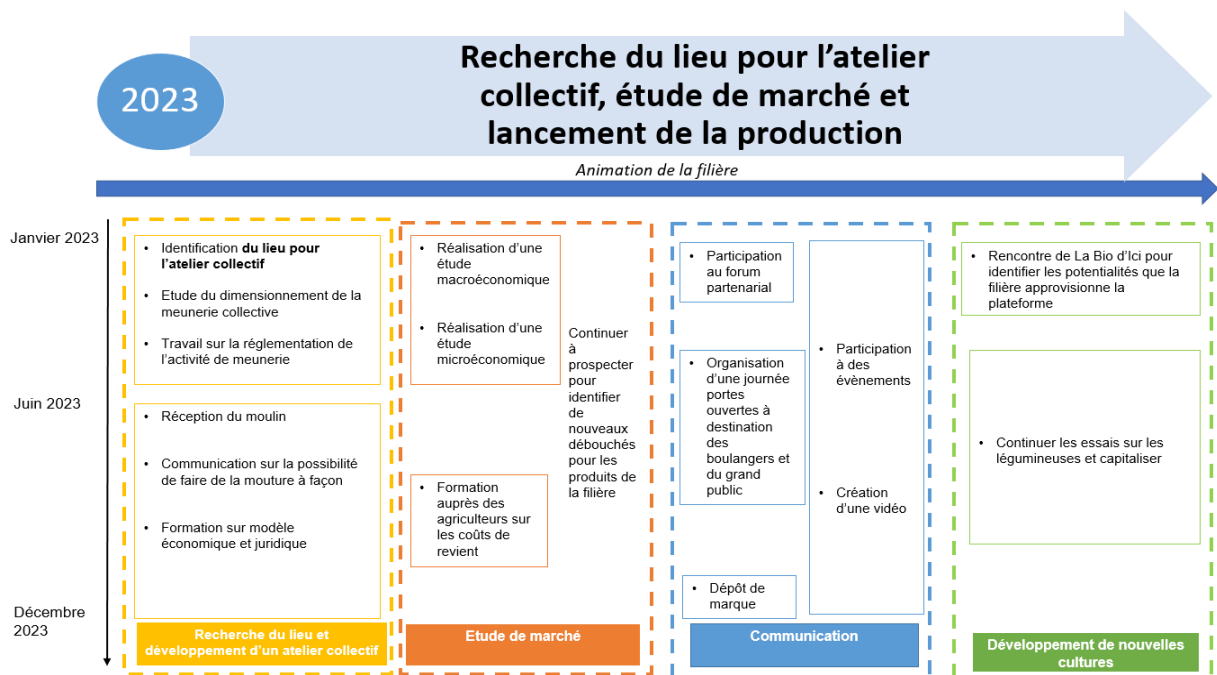 2023
Recherche du lieu pour l’atelier
collectif, étude de marché et
lancement de la production
Animation de la filière
Janvier 2023
Juin 2023
Décembre
2023
• Identification du lieu pour
l’atelier collectif
• Etude du dimensionnement de la
meunerie collective
• Travail sur la réglementation de
l’activité de meunerie
• Réception du moulin
• Communication sur la possibilité
de faire de la mouture à façon
• Formation sur modèle
économique et juridique
Recherche du lieu et
développement d’un atelier collectif
• Réalisation d’une
étude
macroéconomique
• Réalisation d’une
étude
microéconomique
• Formation
auprès des
agriculteurs sur
les coûts de
revient
Continuer
à
prospecter
pour
identifier
de
nouveaux
débouchés
pour les
produits de
la filière
Etude de marché
• Participation
au forum
partenarial
• Organisation
d’une journée
portes
ouvertes à
destination
des
boulangers et
du grand
public
• Dépôt de
marque
• Participation
à des
évènements
• Création
d’une vidéo
Communication
• Rencontre de La Bio d’Ici pour
identifier les potentialités que la
filière approvisionne la
plateforme
• Continuer les essais sur les
légumineuses et capitaliser
Développement de nouvelles
cultures